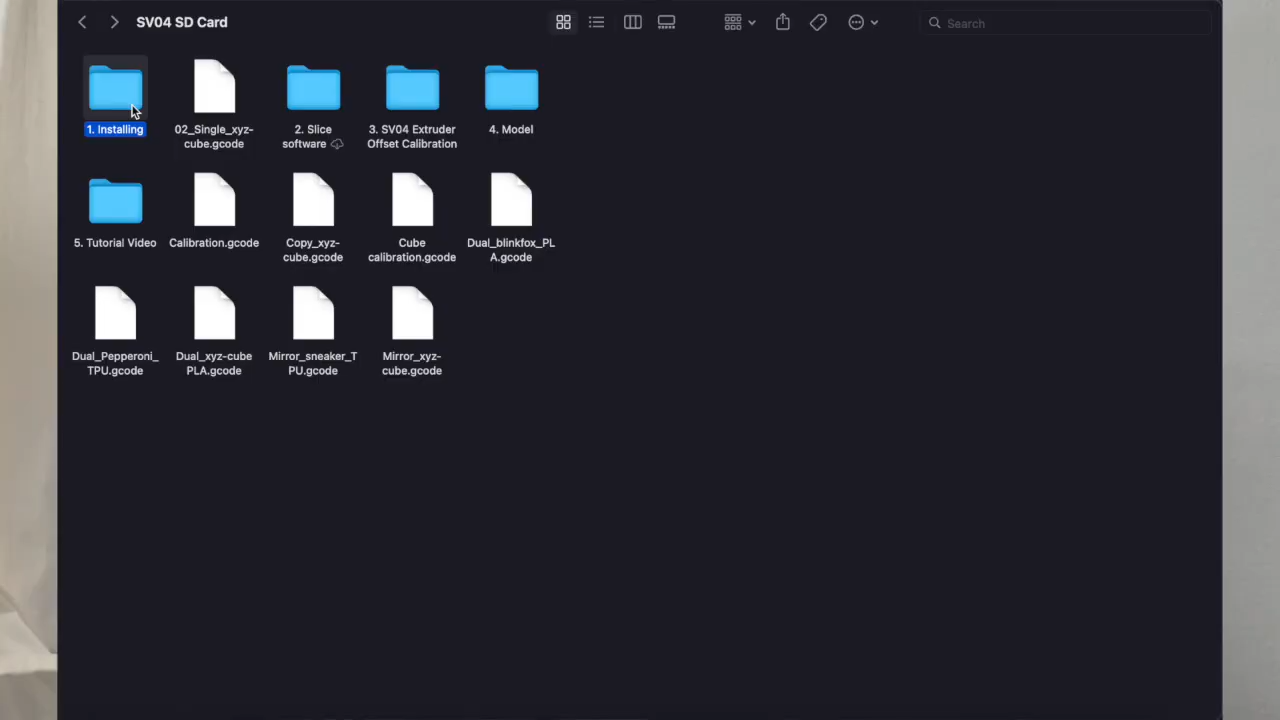 SV04 SD Card
Search
1. Installing
02_Single_xyz-
cube.gcode
2. Slice
software
3. SV04 Extruder
Offset Calibration
4. Model
5. Tutorial Video
Calibration.gcode
Copy_xyz-
cube.gcode
Cube
calibration.gcode
Dual_blinkfox_PL
A.gcode
Dual_Pepperoni_
TPU.gcode
Dual_xyz-cube
PLA.gcode
Mirror_sneaker_T
PU.gcode
Mirror_xyz-
cube.gcode